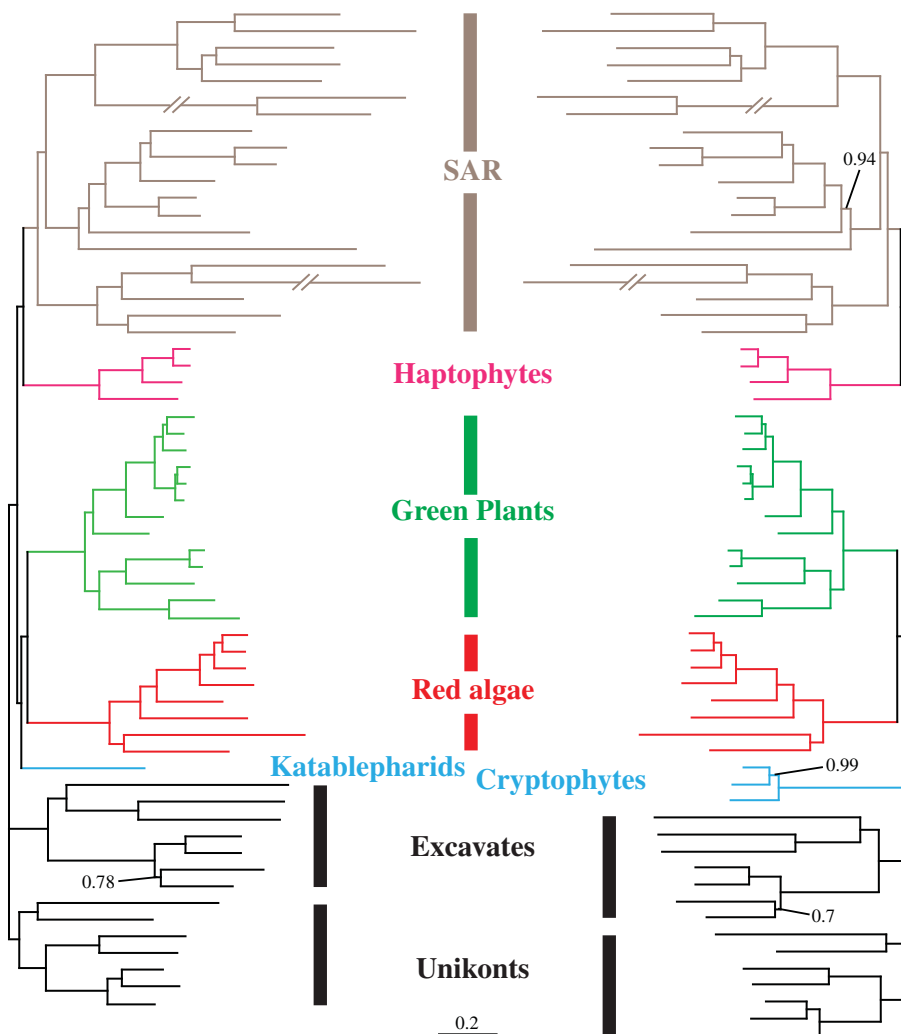 0.94
SAR
Haptophytes
Green Plants
Red algae
Katablepharids
Cryptophytes
0.99
Excavates
0.78
0.7
Unikonts
0.2